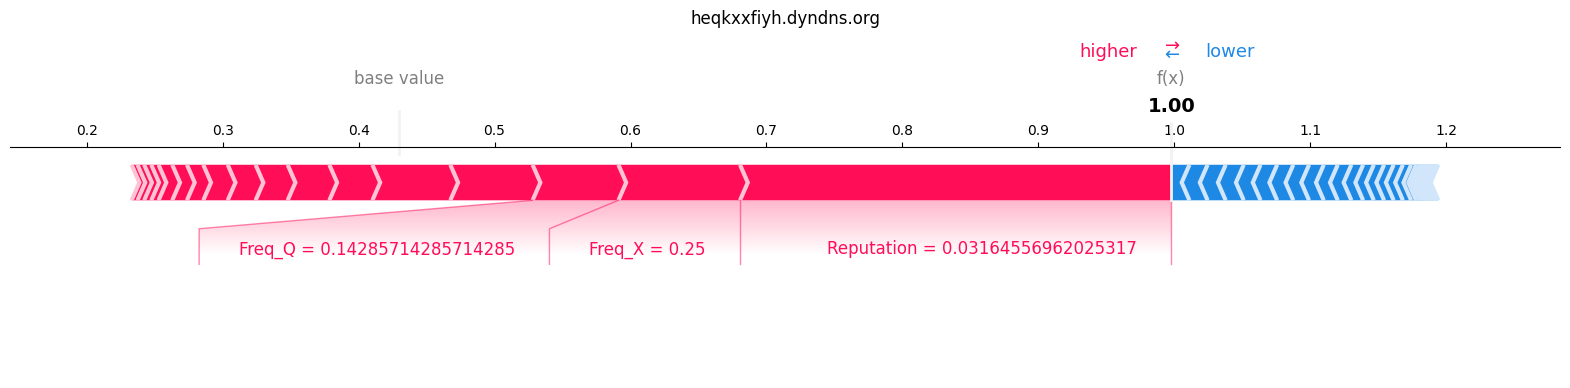 heqkxxfiyh.dyndns.org
higher ⇄ lower
base value f(x)
1.00
0.2 0.3 0.4 0.5 0.6 0.7 0.8 0.9 1.0 1.1 1.2
Freq_Q = 0.14285714285714285 Freq_X = 0.25 Reputation = 0.03164556962025317